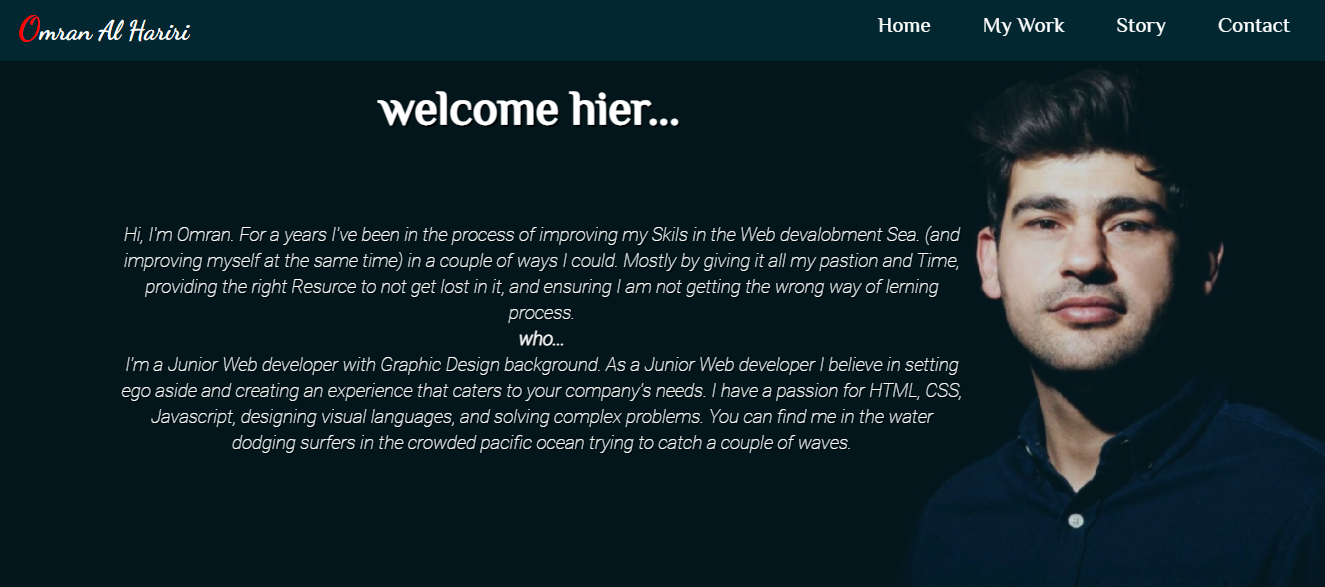 Omran Al Hariri
Home My Work Story Contact
welcome hier...
Hi, I'm Omran. For a years I've been in the process of improving my Skils in the Web devalobment Sea. (and
improving myself at the same time) in a couple of ways I could. Mostly by giving it all my pastion and Time,
providing the right Resurce to not get lost in it, and ensuring I am not getting the wrong way of lerning
process.
who...
I'm a Junior Web developer with Graphic Design background. As a Junior Web developer I believe in setting
ego aside and creating an experience that caters to your company's needs. I have a passion for HTML, CSS,
Javascript, designing visual languages, and solving complex problems. You can find me in the water
dodging surfers in the crowded pacific ocean trying to catch a couple of waves.